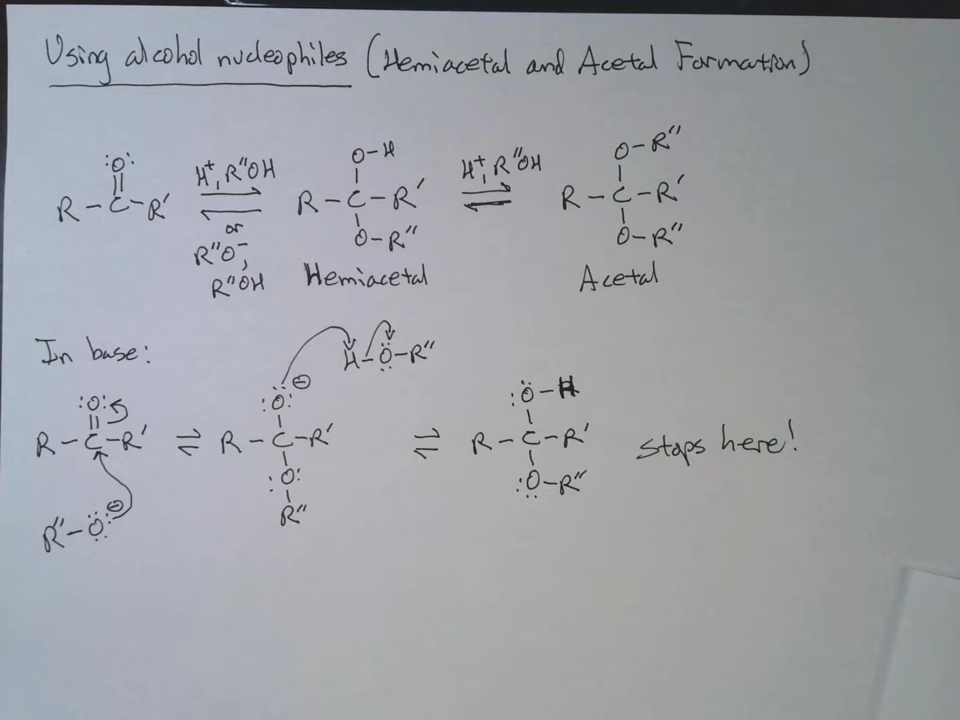 Using alcohol nucleophiles (Hemiacetal and Acetal Formation)
:O: H⁺, R″OH O–H H⁺, R″OH O–R″
R–C–R′ ⇌ R–C–R′ ⇌ R–C–R′
or
R″O⁻, O–R″ O–R″
R″OH Hemiacetal Acetal
In base: H–Ö–R″
:O: :Ö:⊖ :Ö–H
R–C–R′ ⇌ R–C–R′ ⇌ R–C–R′ stops here!
:O: :O–R″
R″–O:⊖ R″